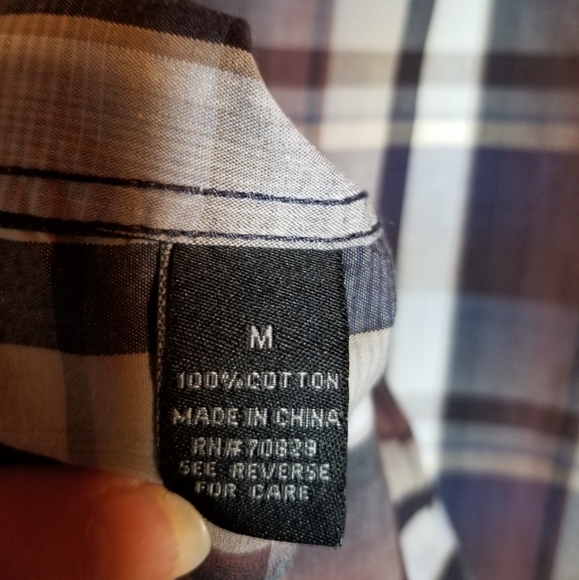 M
100% COTTON
MADE IN CHINA
RN# 70829
SEE REVERSE
FOR CARE